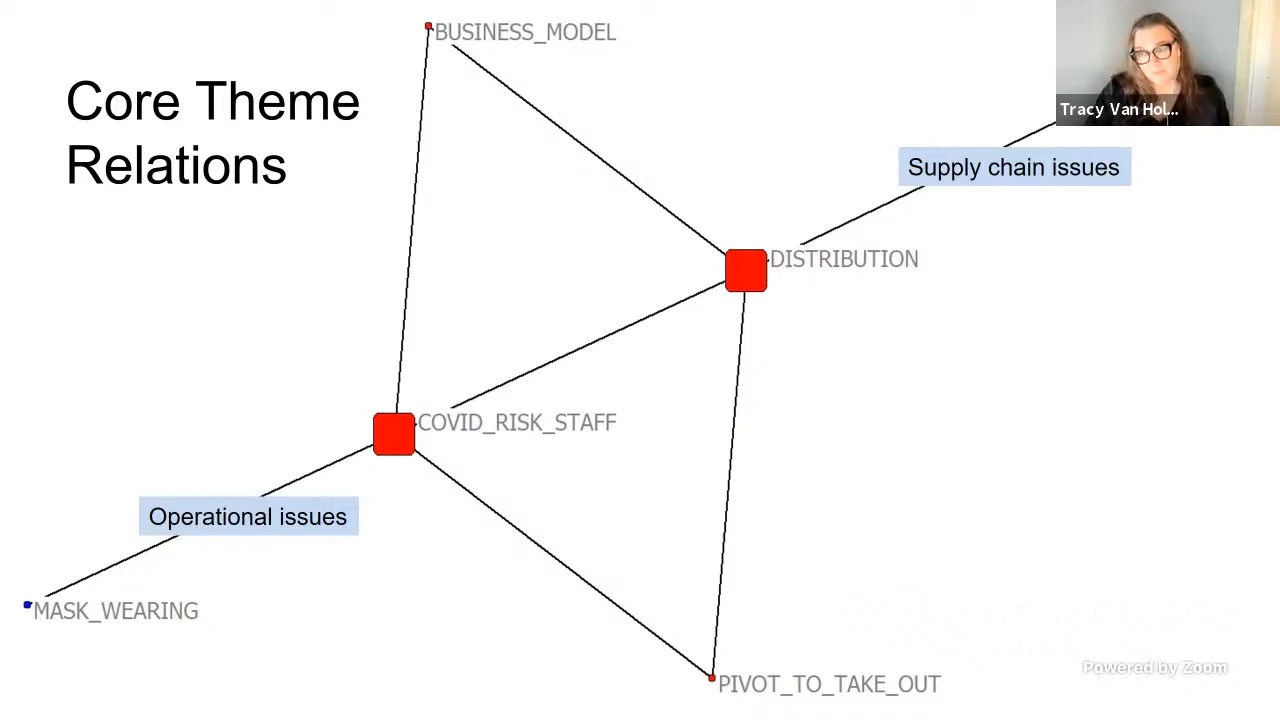 BUSINESS_MODEL
Core Theme
Relations
Tracy Van Hol...
Supply chain issues
DISTRIBUTION
COVID_RISK_STAFF
Operational issues
MASK_WEARING
Powered by Zoom
PIVOT_TO_TAKE_OUT